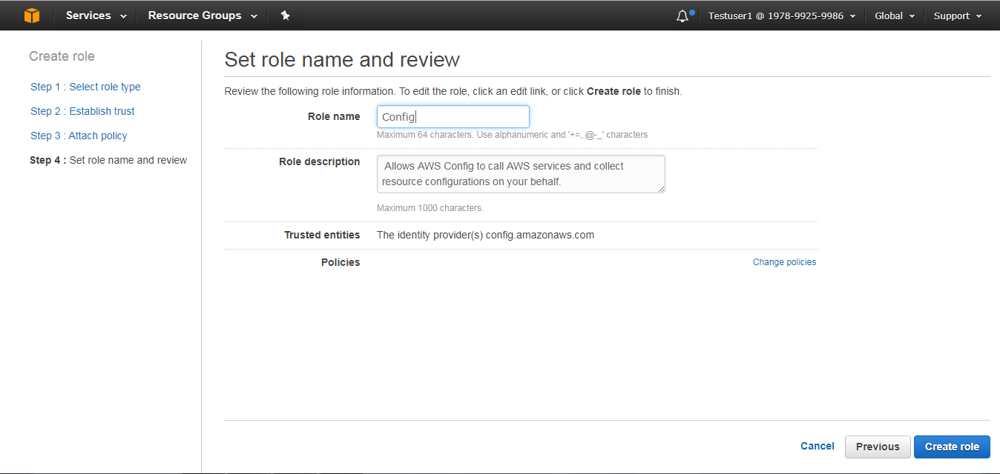 Services Resource Groups Testuser1 @ 1978-9925-9986 Global Support
Create role
Step 1 : Select role type
Step 2 : Establish trust
Step 3 : Attach policy
Step 4 : Set role name and review
Set role name and review
Review the following role information. To edit the role, click an edit link, or click Create role to finish.
Role name Config
Maximum 64 characters. Use alphanumeric and '+=,.@-_' characters
Role description Allows AWS Config to call AWS services and collect
resource configurations on your behalf.
Maximum 1000 characters.
Trusted entities The identity provider(s) config.amazonaws.com
Policies Change policies
Cancel Previous Create role